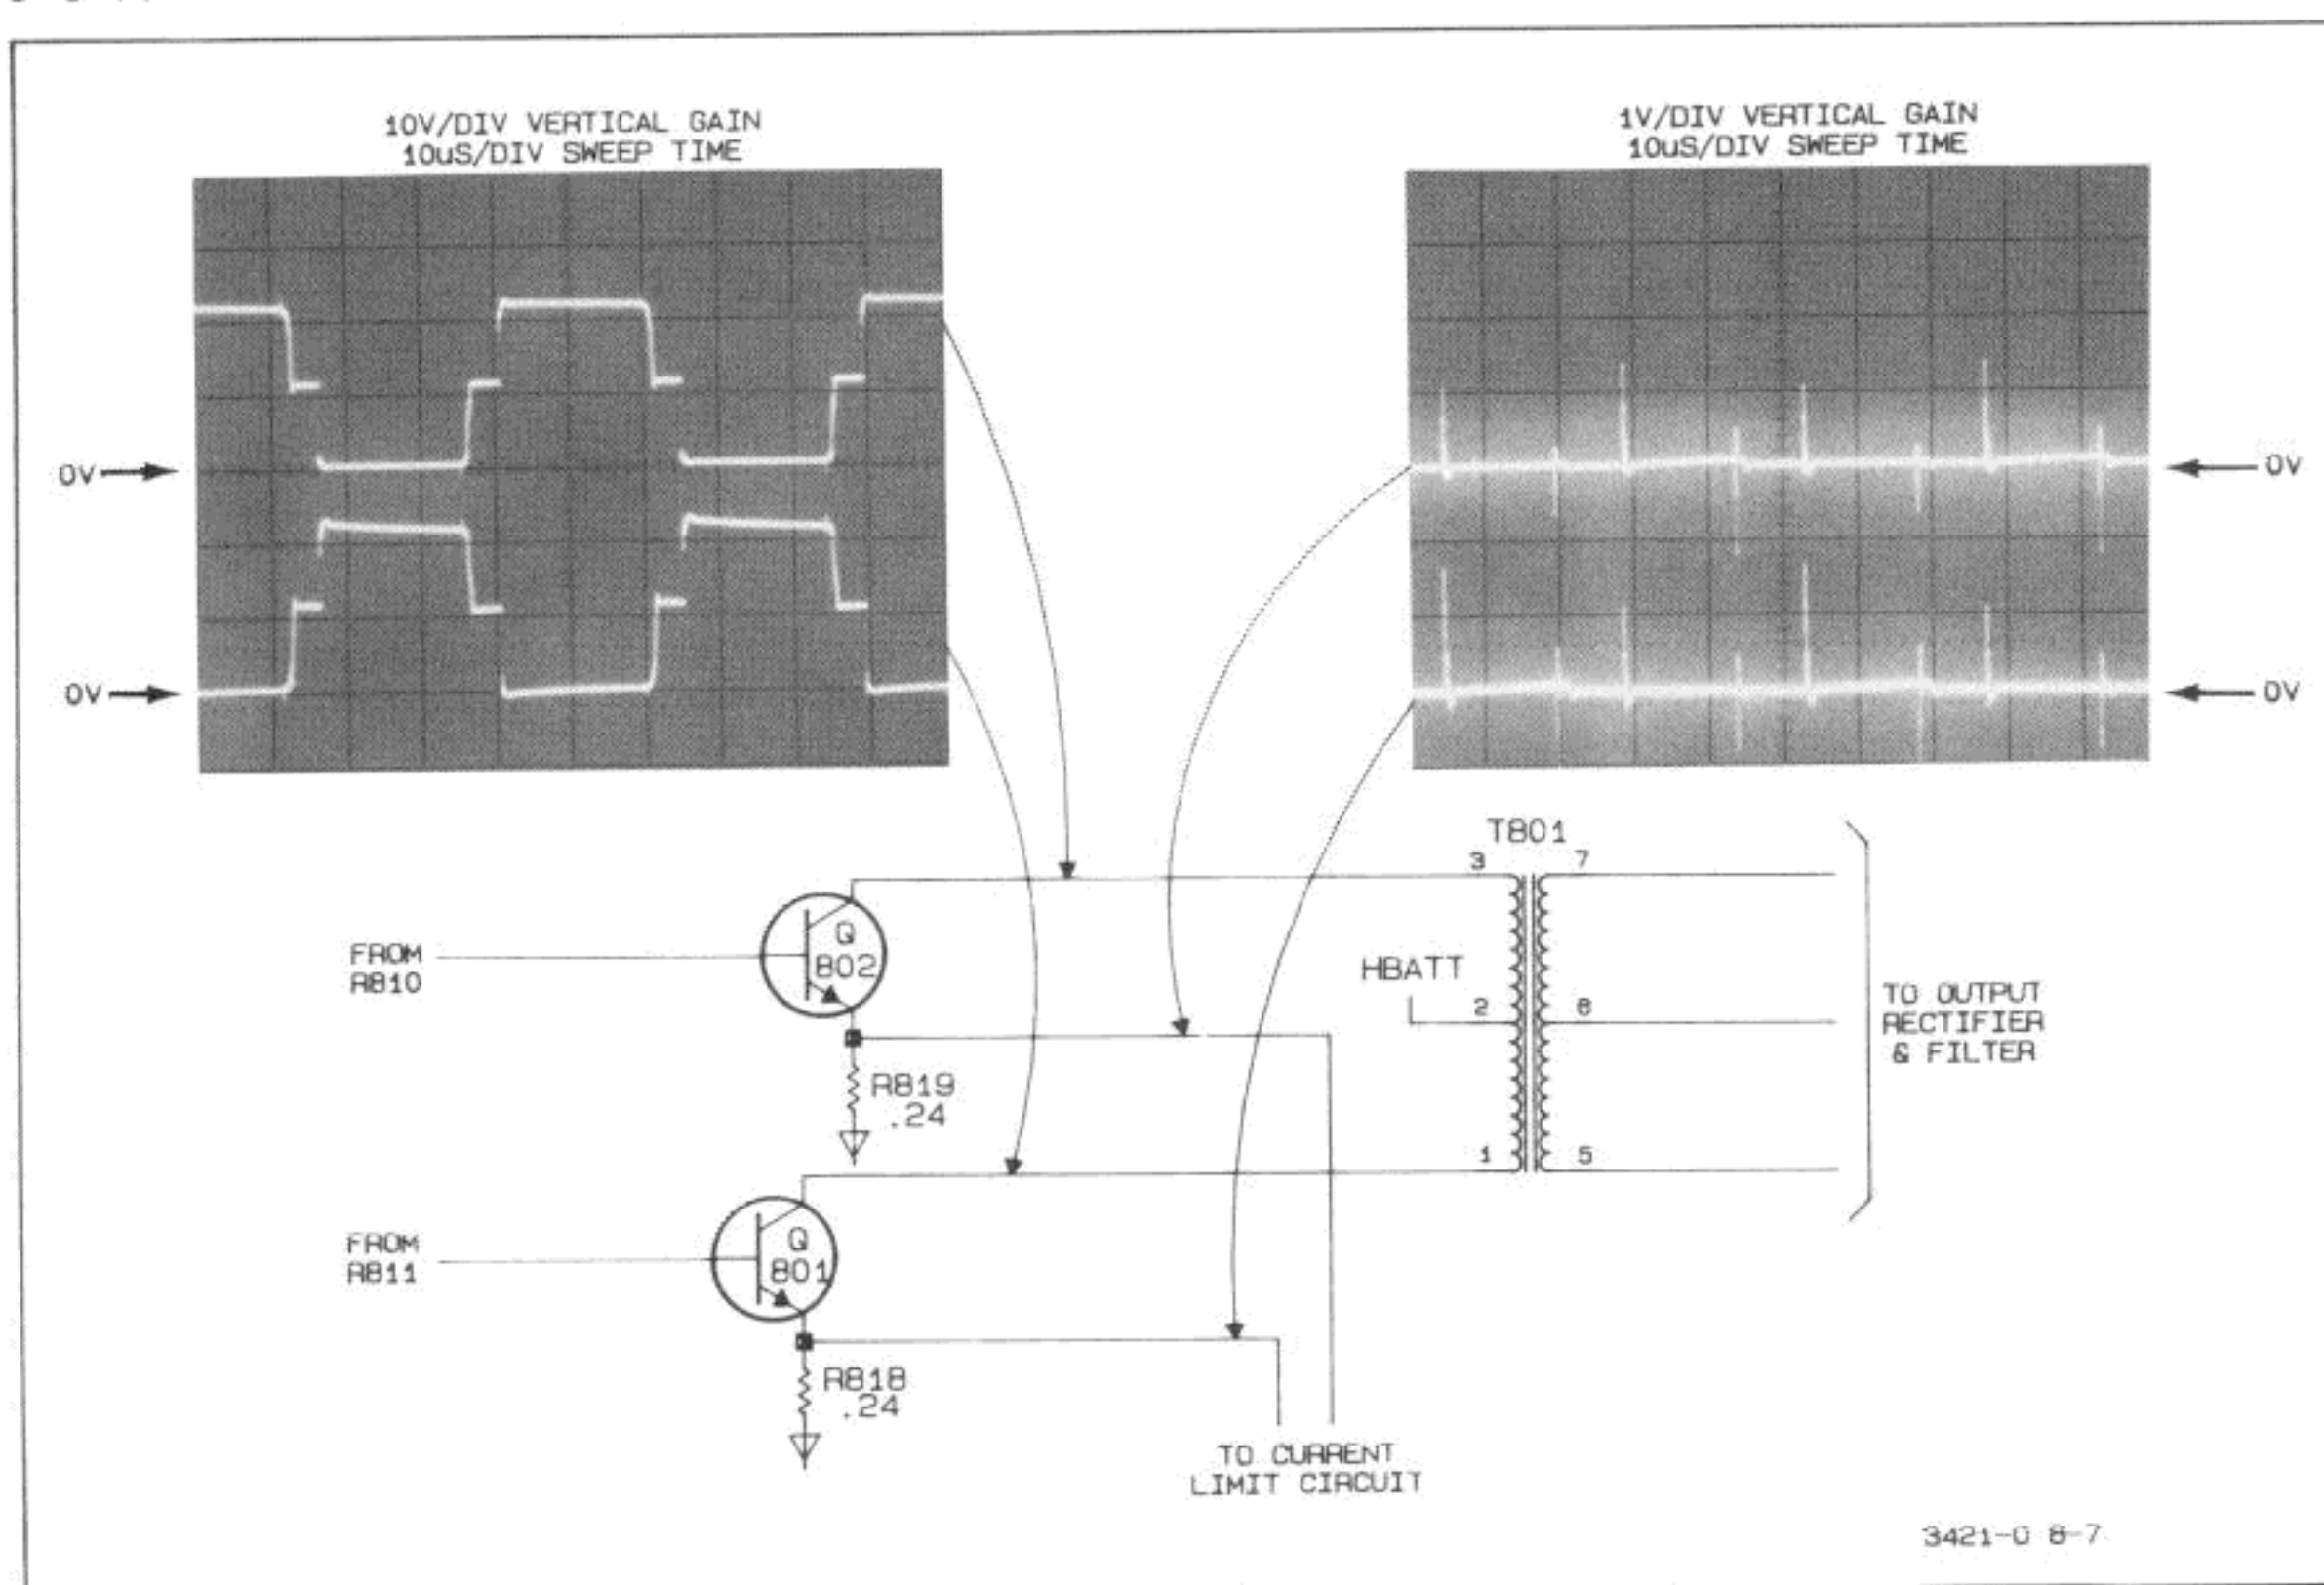 10V/DIV VERTICAL GAIN
10uS/DIV SWEEP TIME
1V/DIV VERTICAL GAIN
10uS/DIV SWEEP TIME
0V
0V
0V
0V
T801
3
7
Q
802
FROM
R810
HBATT
2
6
TO OUTPUT
RECTIFIER
& FILTER
R819
.24
1
5
Q
801
FROM
R811
R818
.24
TO CURRENT
LIMIT CIRCUIT
3421-0 8-7